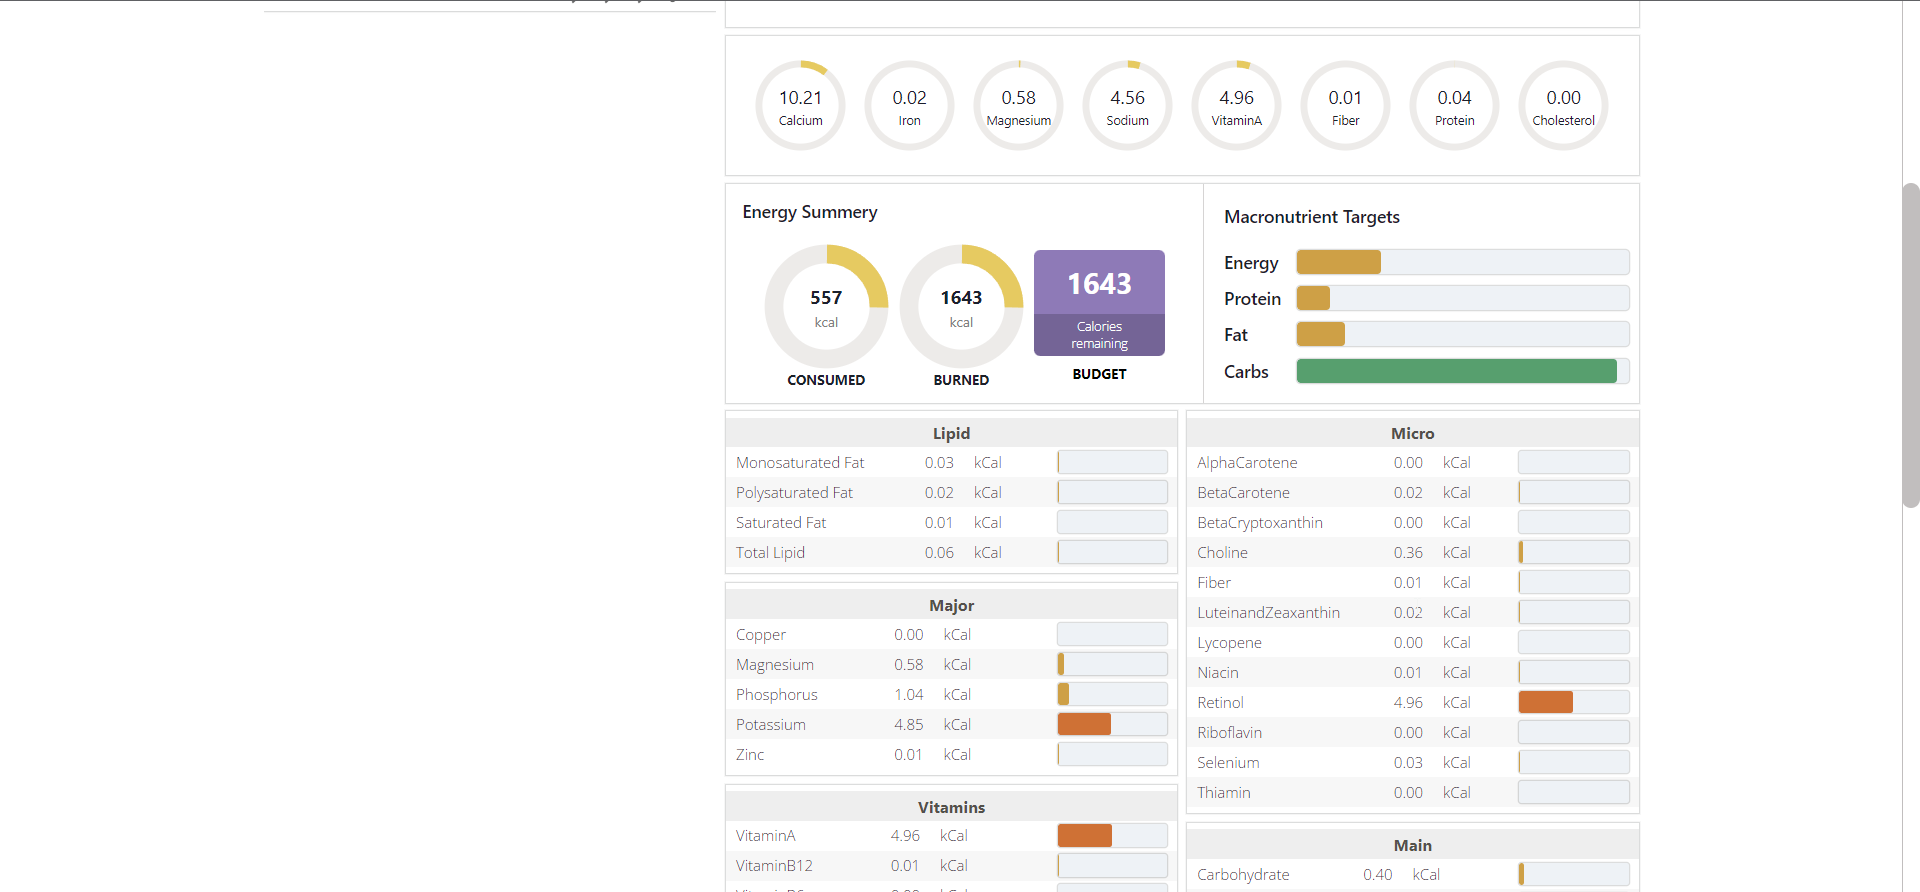 10.21 0.02 0.58 4.56 4.96 0.01 0.04 0.00
Calcium Iron Magnesium Sodium VitaminA Fiber Protein Cholesterol
Energy Summery
557
kcal
CONSUMED
1643
kcal
BURNED
1643
Calories
remaining
BUDGET
Macronutrient Targets
Energy
Protein
Fat
Carbs
Lipid
Monosaturated Fat 0.03 kCal
Polysaturated Fat 0.02 kCal
Saturated Fat 0.01 kCal
Total Lipid 0.06 kCal
Major
Copper 0.00 kCal
Magnesium 0.58 kCal
Phosphorus 1.04 kCal
Potassium 4.85 kCal
Zinc 0.01 kCal
Vitamins
VitaminA 4.96 kCal
VitaminB12 0.01 kCal
Micro
AlphaCarotene 0.00 kCal
BetaCarotene 0.02 kCal
BetaCryptoxanthin 0.00 kCal
Choline 0.36 kCal
Fiber 0.01 kCal
LuteinandZeaxanthin 0.02 kCal
Lycopene 0.00 kCal
Niacin 0.01 kCal
Retinol 4.96 kCal
Riboflavin 0.00 kCal
Selenium 0.03 kCal
Thiamin 0.00 kCal
Main
Carbohydrate 0.40 kCal